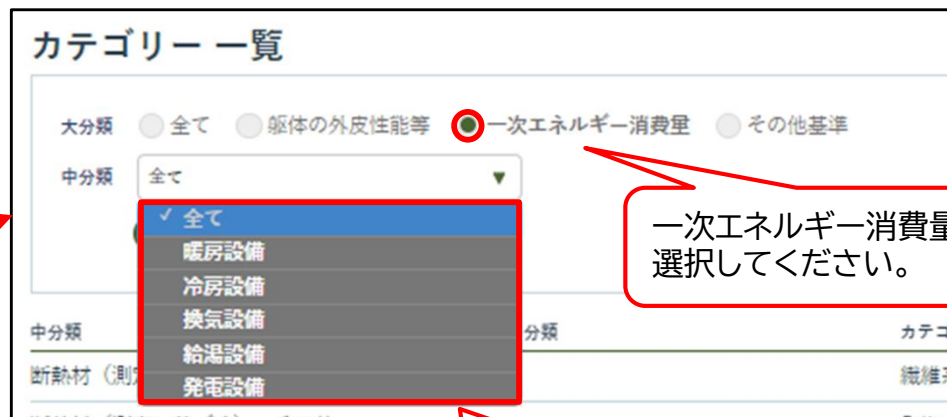 カテゴリー 一覧
大分類 全て 躯体の外皮性能等 一次エネルギー消費量 その他基準
中分類 全て ▼
✓ 全て
暖房設備
冷房設備
換気設備
給湯設備
発電設備
一次エネルギー消費量
選択してください。
中分類 分類 カテゴ
断熱材（測 繊維